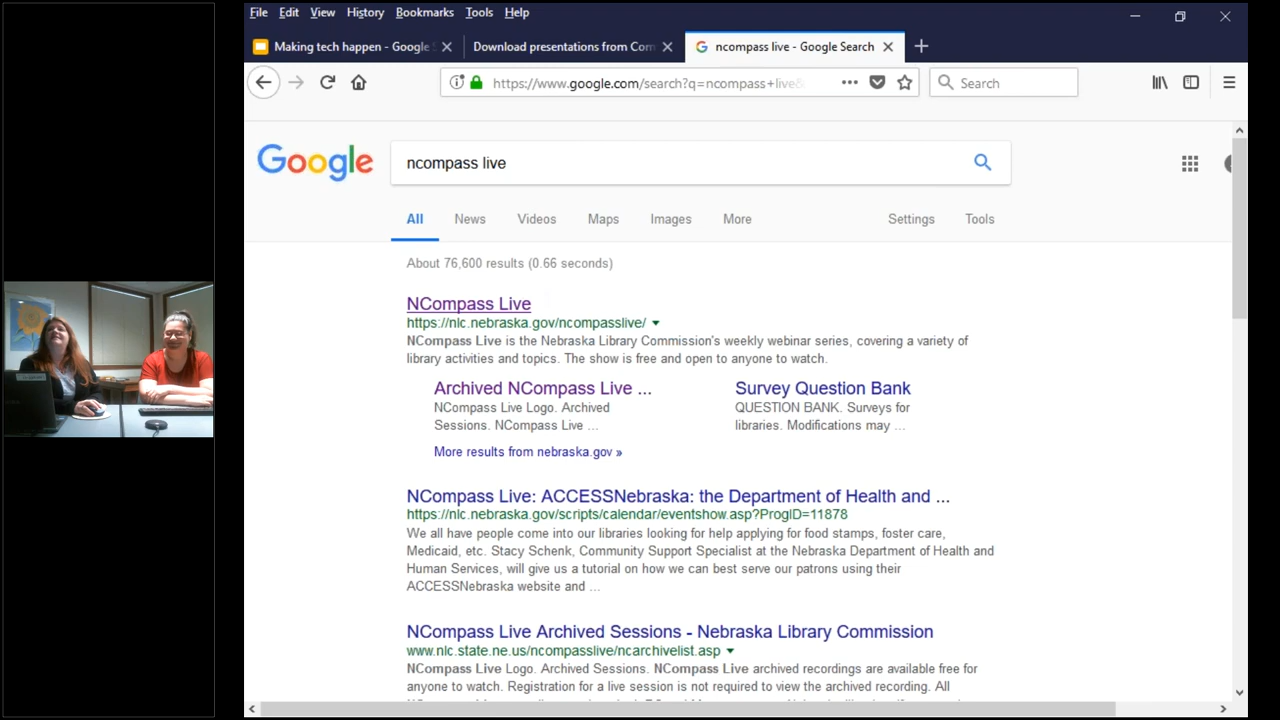 File Edit View History Bookmarks Tools Help
Making tech happen - Google S
Download presentations from Com
ncompass live - Google Search
https://www.google.com/search?q=ncompass+live&
Search
Google
ncompass live
All News Videos Maps Images More Settings Tools
About 76,600 results (0.66 seconds)
NCompass Live
https://nlc.nebraska.gov/ncompasslive/
NCompass Live is the Nebraska Library Commission's weekly webinar series, covering a variety of
library activities and topics. The show is free and open to anyone to watch.
Archived NCompass Live ...
NCompass Live Logo. Archived
Sessions. NCompass Live ...
Survey Question Bank
QUESTION BANK. Surveys for
libraries. Modifications may ...
More results from nebraska.gov »
NCompass Live: ACCESSNebraska: the Department of Health and ...
https://nlc.nebraska.gov/scripts/calendar/eventshow.asp?ProgID=11878
We all have people come into our libraries looking for help applying for food stamps, foster care,
Medicaid, etc. Stacy Schenk, Community Support Specialist at the Nebraska Department of Health and
Human Services, will give us a tutorial on how we can best serve our patrons using their
ACCESSNebraska website and ...
NCompass Live Archived Sessions - Nebraska Library Commission
www.nlc.state.ne.us/ncompasslive/ncarchivelist.asp
NCompass Live Logo. Archived Sessions. NCompass Live archived recordings are available free for
anyone to watch. Registration for a live session is not required to view the archived recording. All